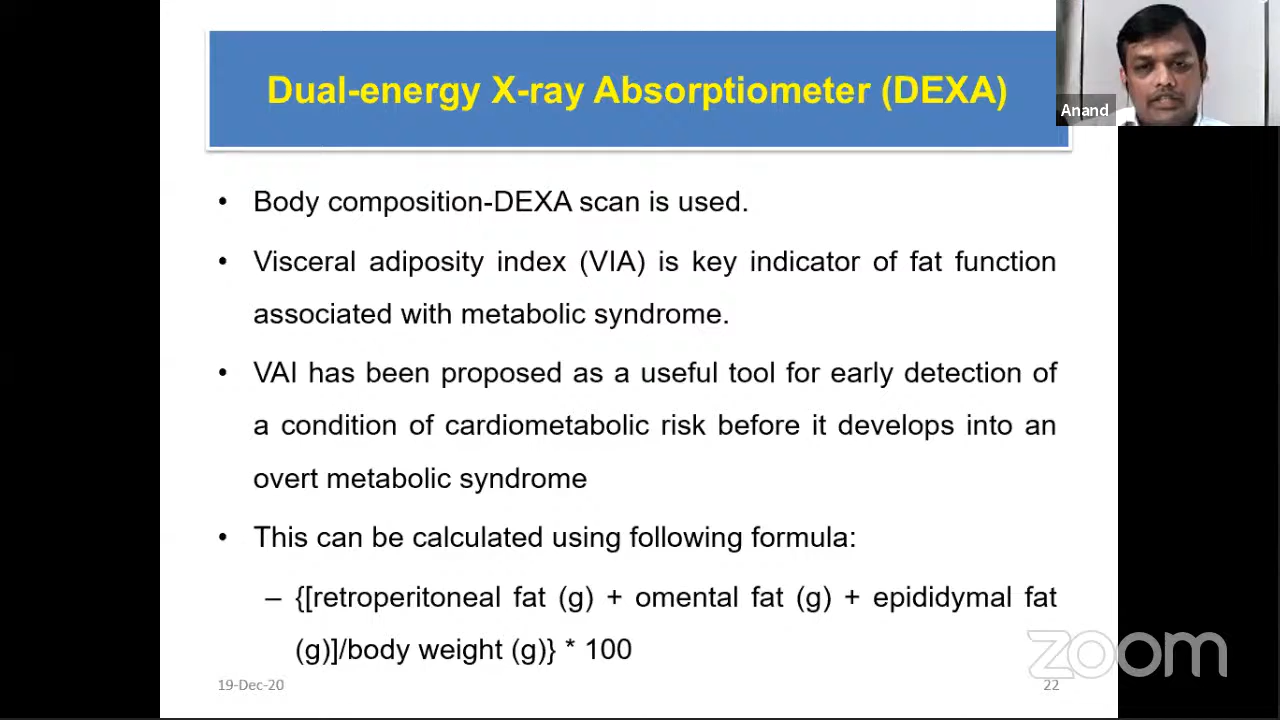 Dual-energy X-ray Absorptiometer (DEXA)
Anand
• Body composition-DEXA scan is used.
• Visceral adiposity index (VIA) is key indicator of fat function
associated with metabolic syndrome.
• VAI has been proposed as a useful tool for early detection of
a condition of cardiometabolic risk before it develops into an
overt metabolic syndrome
• This can be calculated using following formula:
– {[retroperitoneal fat (g) + omental fat (g) + epididymal fat
(g)]/body weight (g)} * 100
zoom
19-Dec-20
22